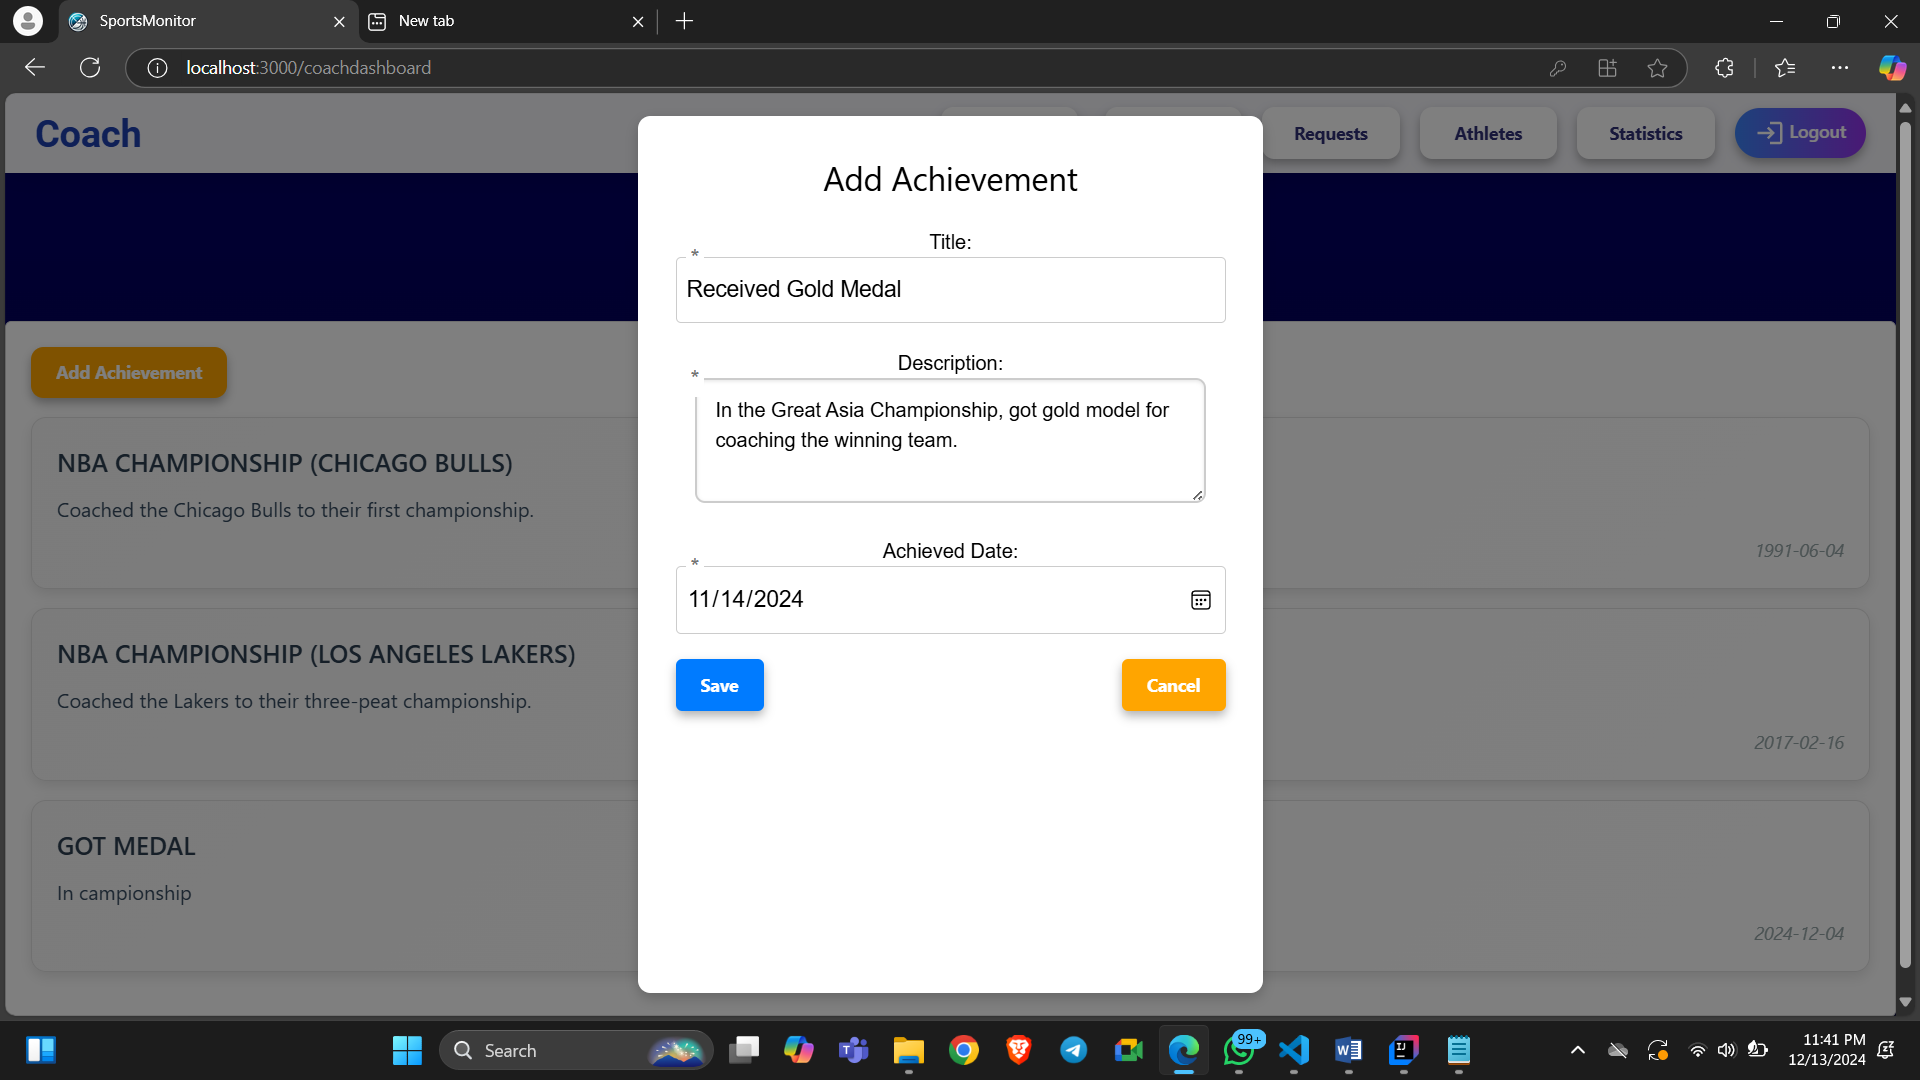 SportsMonitor
New tab
localhost:3000/coachdashboard
Coach
Requests
Athletes
Statistics
Logout
Add Achievement
NBA CHAMPIONSHIP (CHICAGO BULLS)
Coached the Chicago Bulls to their first championship.
1991-06-04
NBA CHAMPIONSHIP (LOS ANGELES LAKERS)
Coached the Lakers to their three-peat championship.
2017-02-16
GOT MEDAL
In campionship
2024-12-04
Add Achievement
Title:
*
Received Gold Medal
Description:
*
In the Great Asia Championship, got gold model for
coaching the winning team.
Achieved Date:
*
11/14/2024
Save
Cancel
Search
99+
11:41 PM
12/13/2024